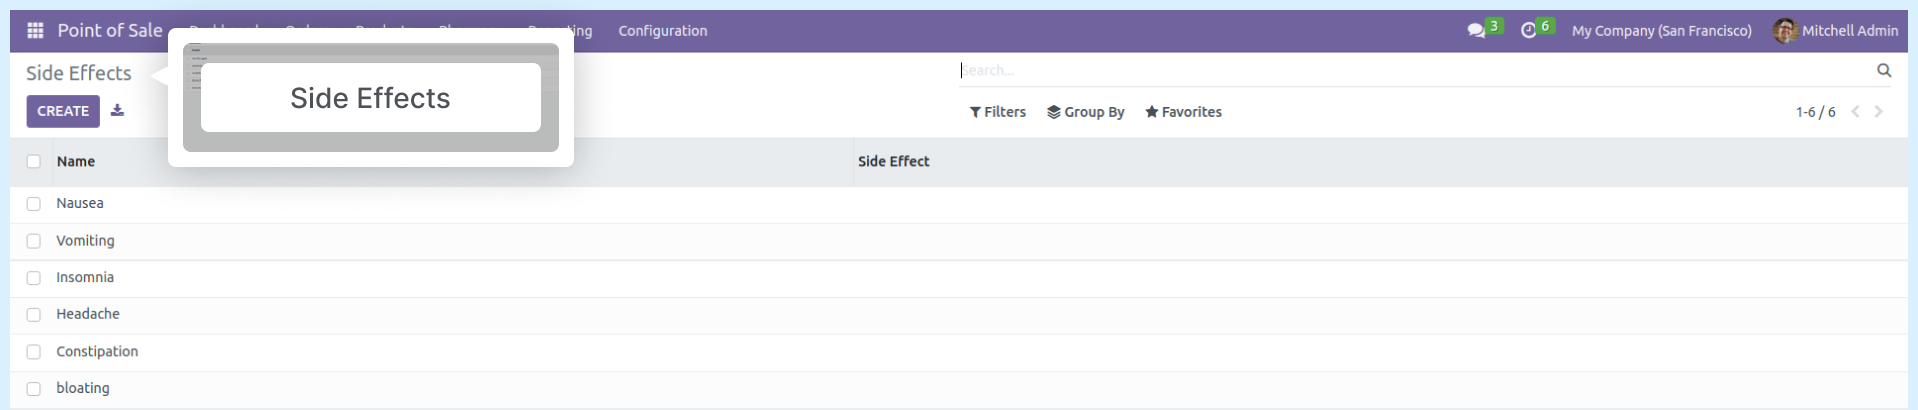 Point of Sale Configuration 3 6 My Company (San Francisco) Mitchell Admin
Side Effects
Side Effects
Search...
CREATE
Filters Group By Favorites 1-6 / 6
Name Side Effect
Nausea
Vomiting
Insomnia
Headache
Constipation
bloating